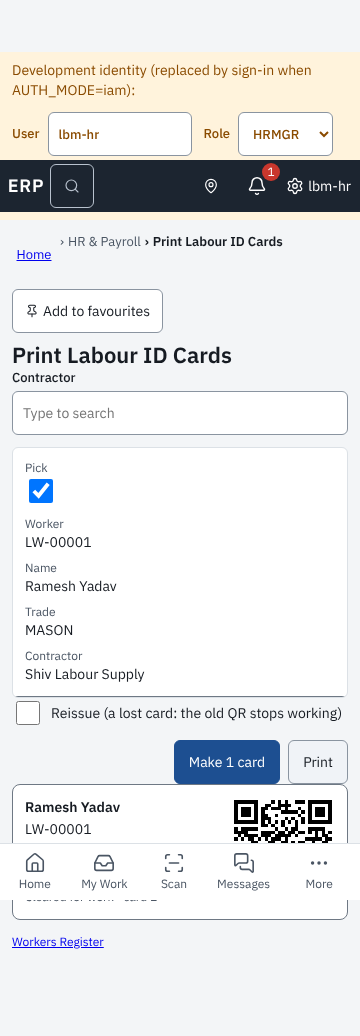 Development identity (replaced by sign-in when
AUTH_MODE=iam):
User lbm-hr Role HRMGR
ERP 1 lbm-hr
Home › HR & Payroll › Print Labour ID Cards
Add to favourites
Print Labour ID Cards
Contractor
Type to search
Pick
Worker
LW-00001
Name
Ramesh Yadav
Trade
MASON
Contractor
Shiv Labour Supply
Reissue (a lost card: the old QR stops working)
Make 1 card Print
Ramesh Yadav
LW-00001
Home My Work Scan Messages More
Workers Register